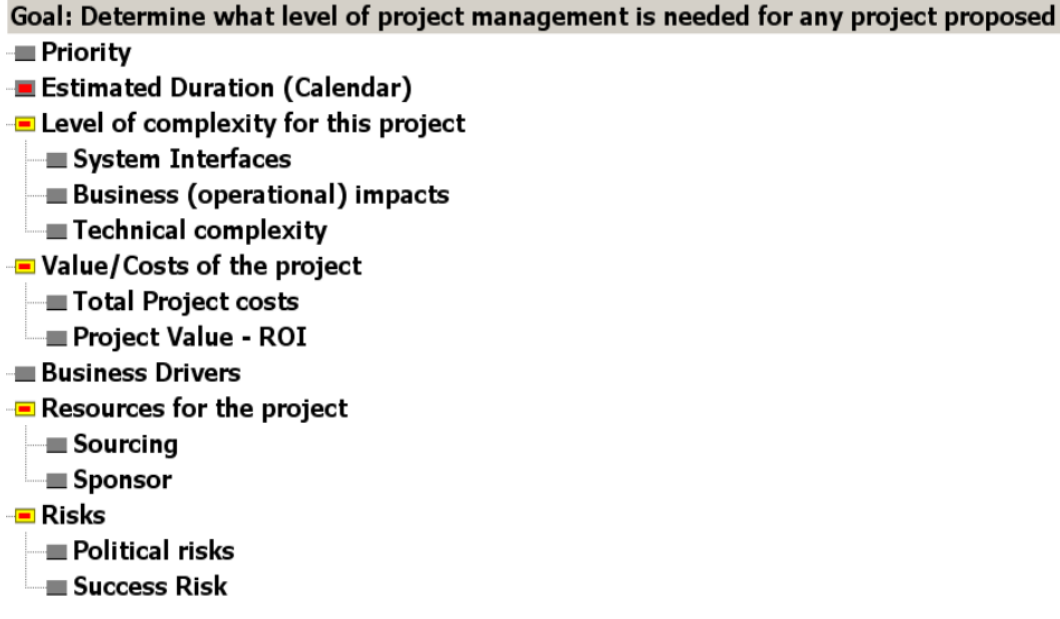 Goal: Determine what level of project management is needed for any project proposed
Priority
Estimated Duration (Calendar)
Level of complexity for this project
System Interfaces
Business (operational) impacts
Technical complexity
Value/Costs of the project
Total Project costs
Project Value - ROI
Business Drivers
Resources for the project
Sourcing
Sponsor
Risks
Political risks
Success Risk